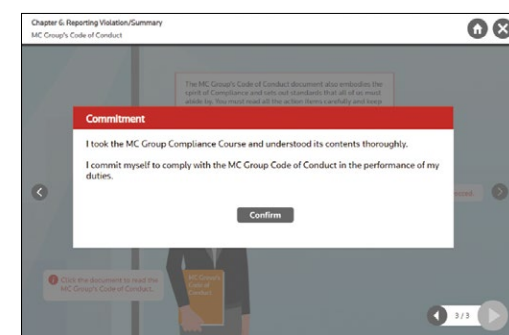 Chapter 6. Reporting Violation/Summary
MC Group's Code of Conduct
The MC Group's Code of Conduct document also embodies the
spirit of Compliance and sets out standards that all of us must
abide by. You must read all the action items carefully and keep
Commitment
I took the MC Group Compliance Course and understood its contents thoroughly.
I commit myself to comply with the MC Group Code of Conduct in the performance of my
duties.
Confirm
Click the document to read the
MC Group's Code of Conduct.
MC Group's
Code of
Conduct
3 / 3